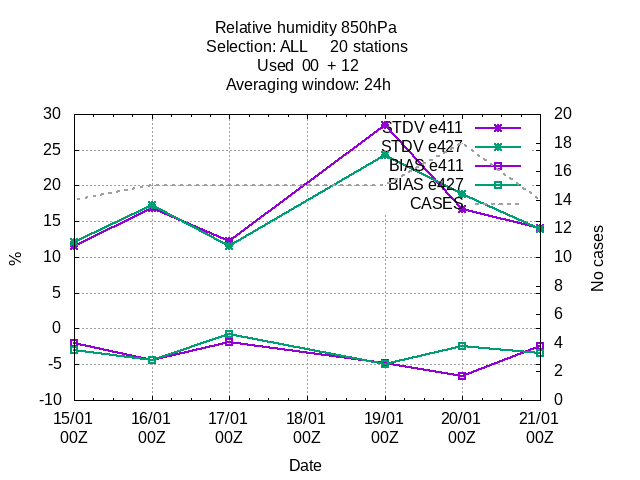 Relative humidity 850hPa
Selection: ALL 20 stations
Used 00 + 12
Averaging window: 24h
30
25
20
15
10
5
0
-5
-10
%
20
18
16
14
12
10
8
6
4
2
0
No cases
STDV e411
STDV e427
BIAS e411
BIAS e427
CASES
15/01 16/01 17/01 18/01 19/01 20/01 21/01
00Z 00Z 00Z 00Z 00Z 00Z 00Z
Date